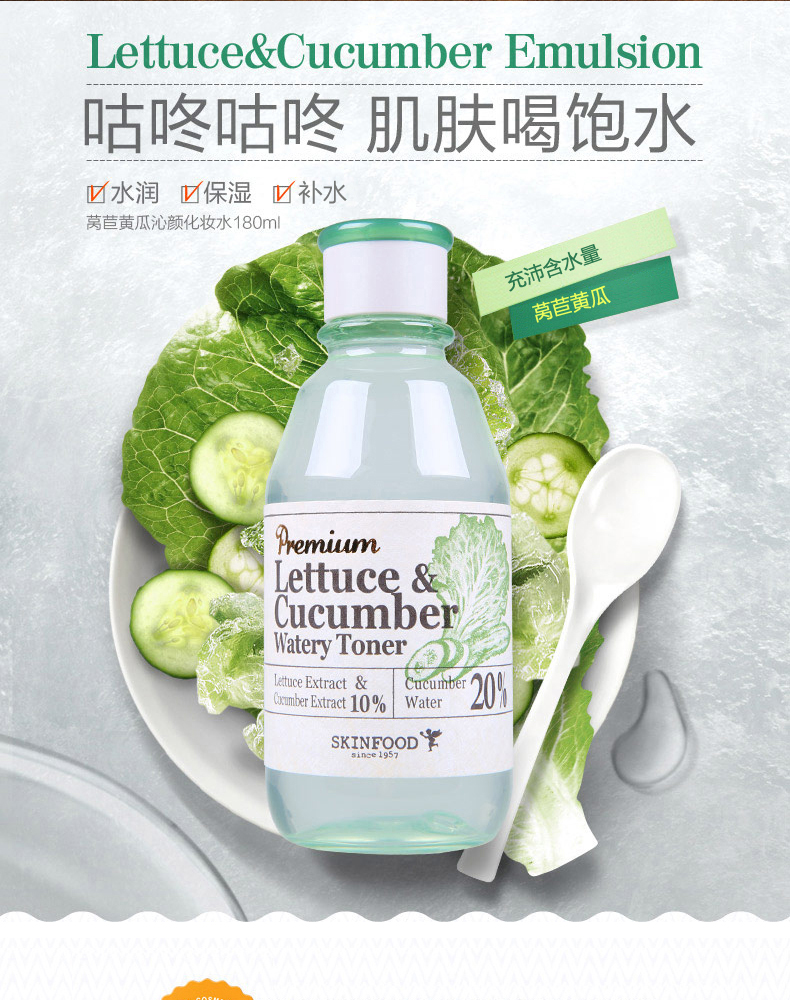 Lettuce&Cucumber Emulsion
咕咚咕咚 肌肤喝饱水
水润 保湿 补水
莴苣黄瓜沁颜化妆水180ml
充沛含水量
莴苣黄瓜
Premium
Lettuce &
Cucumber
Watery Toner
Lettuce Extract &
Cucumber Extract 10%
Cucumber
Water 20%
SKINFOOD
since 1957